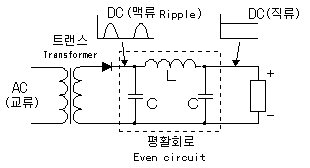 DC(맥류 Ripple)
DC(직류)
트랜스
Transformer
AC
(교류)
L
C
C
+
−
평활회로
Even circuit